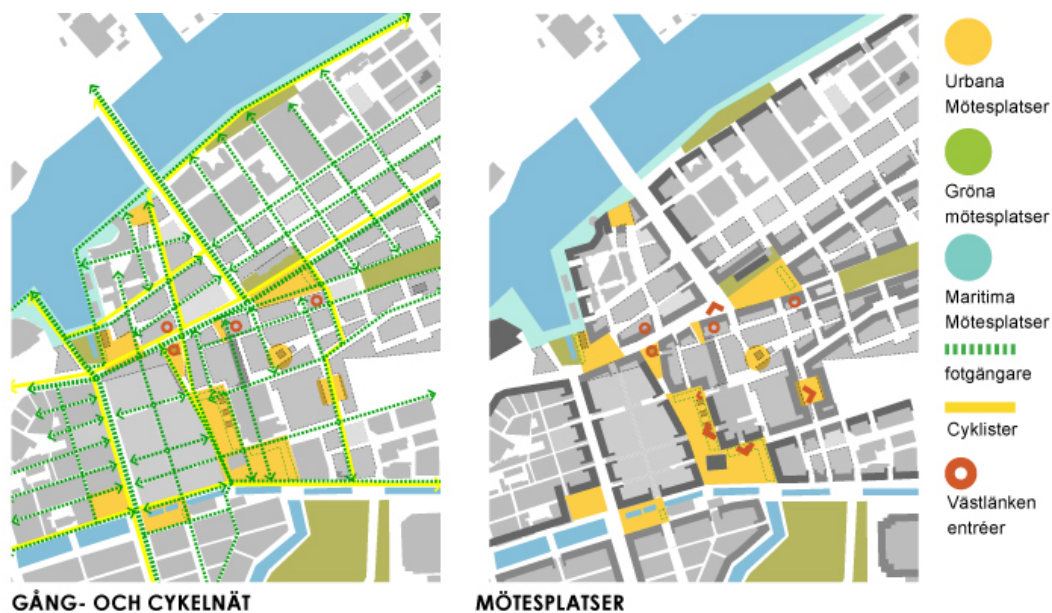 Urbana
Mötesplatser
Gröna
mötesplatser
Maritima
Mötesplatser
fotgängare
Cyklister
Västlänken
entréer
GÅNG- OCH CYKELNÄT
MÖTESPLATSER